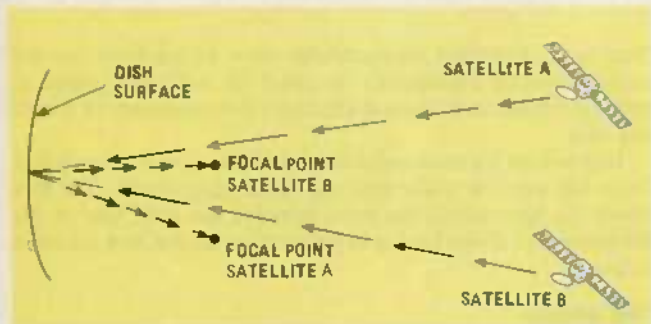 DISH
SURFACE
SATELLITE A
FOCAL POINT
SATELLITE B
FOCAL POINT
SATELLITE A
SATELLITE B